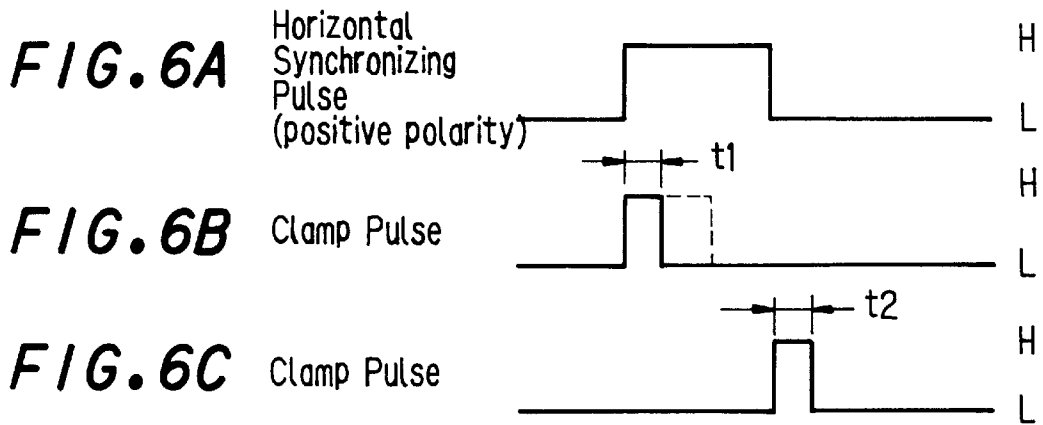 FIG.6A
Horizontal
Synchronizing
Pulse
(positive polarity)
H
L
t1
FIG.6B
Clamp Pulse
H
L
t2
FIG.6C
Clamp Pulse
H
L